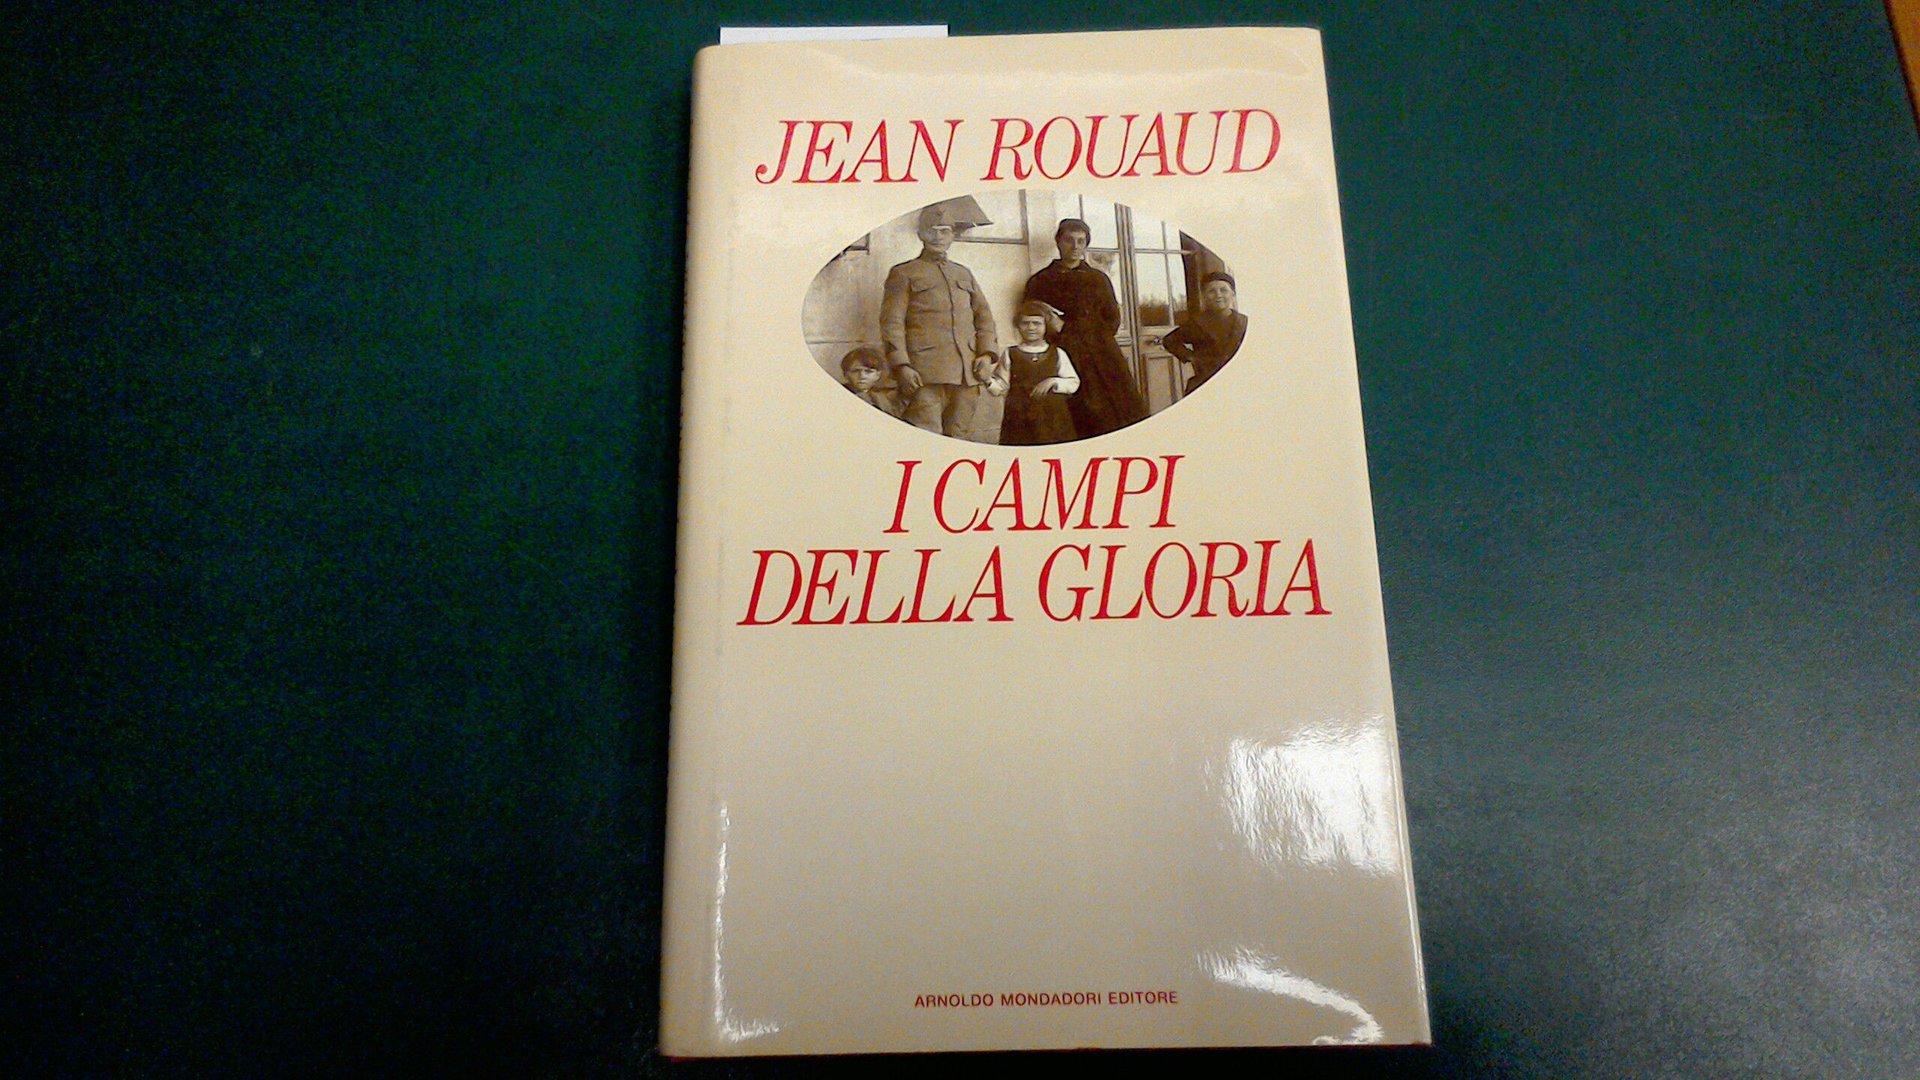 JEAN ROUAUD
I CAMPI
DELLA GLORIA
ARNOLDO MONDADORI EDITORE